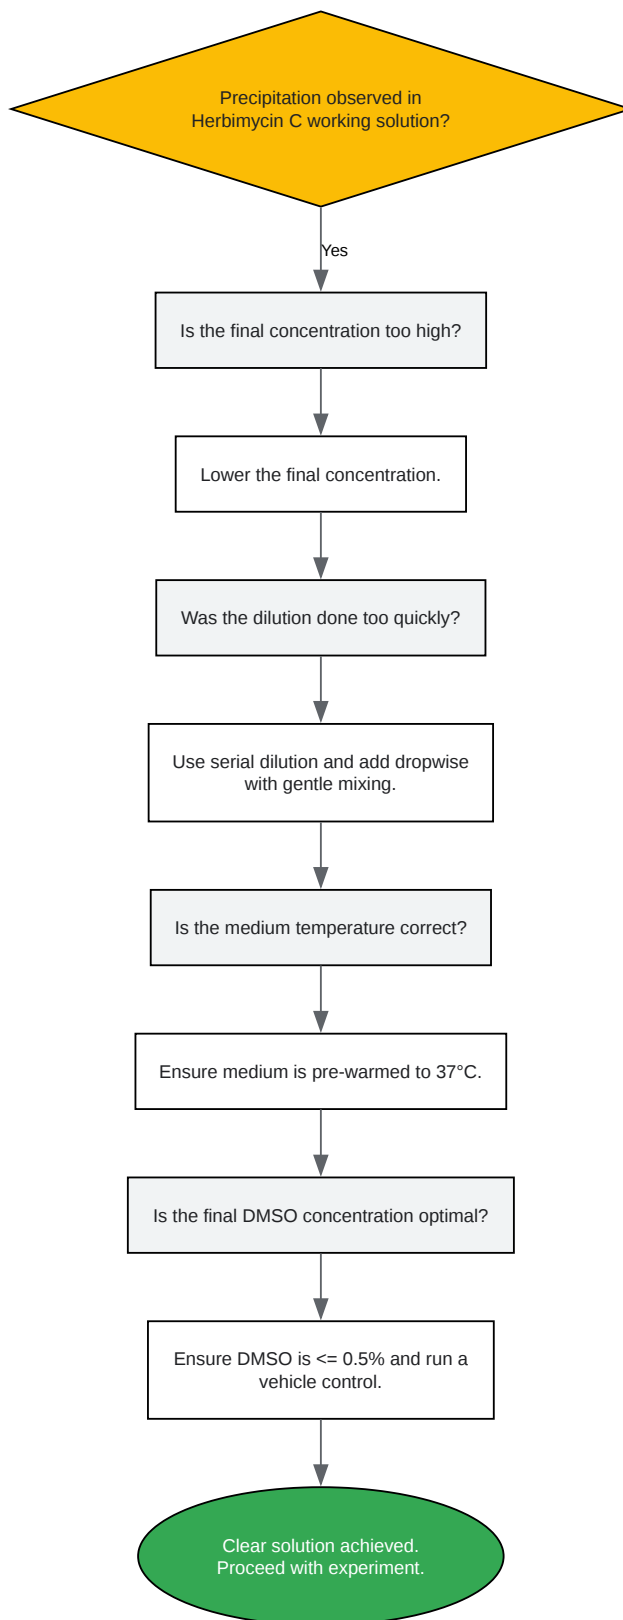 Precipitation observed in
Herbimycin C working solution?
Yes
Is the final concentration too high?
Lower the final concentration.
Was the dilution done too quickly?
Use serial dilution and add dropwise
with gentle mixing.
Is the medium temperature correct?
Ensure medium is pre-warmed to 37°C.
Is the final DMSO concentration optimal?
Ensure DMSO is <= 0.5% and run a
vehicle control.
Clear solution achieved.
Proceed with experiment.